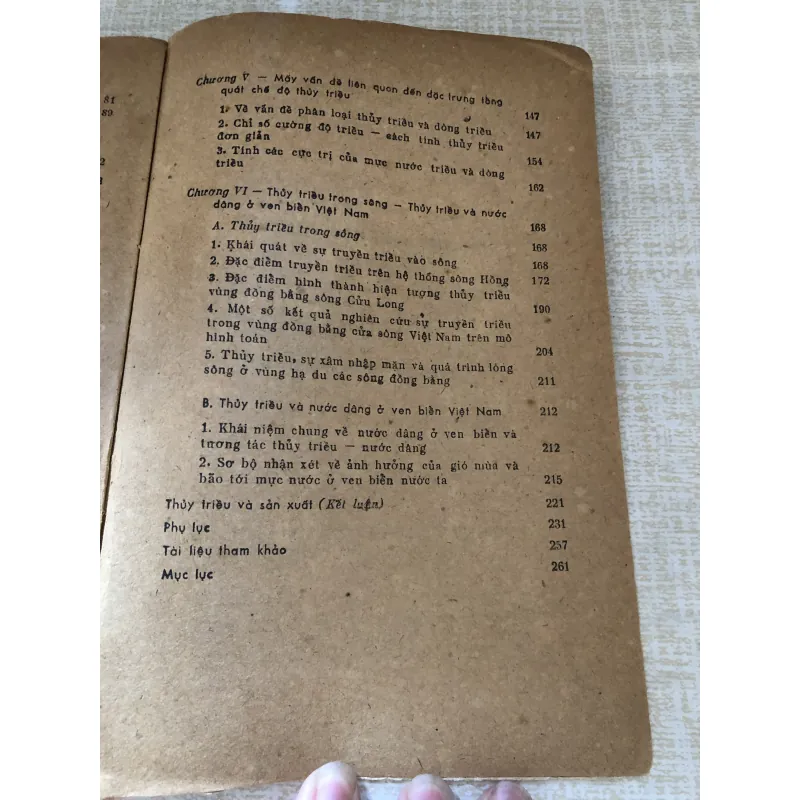 81
89
2
3
Chương V — Mấy vấn đề liên quan đến đặc trưng tổng
quát chế độ thủy triều 147
1. Về vấn đề phân loại thủy triều và dòng triều 147
2. Chỉ số cường độ triều — cách tính thủy triều
đơn giản 154
3. Tính các cực trị của mực nước triều và dòng
triều 162
Chương VI — Thủy triều trong sông — Thủy triều và nước
dâng ở ven biển Việt Nam 168
A. Thủy triều trong sông 168
1. Khái quát về sự truyền triều vào sông 168
2. Đặc điểm truyền triều trên hệ thống sông Hồng 172
3. Đặc điểm hình thành hiện tượng thủy triều
vùng đồng bằng sông Cửu Long 190
4. Một số kết quả nghiên cứu sự truyền triều
trong vùng đồng bằng cửa sông Việt Nam trên mô
hình toán 204
5. Thủy triều, sự xâm nhập mặn và quá trình lòng
sông ở vùng hạ du các sông đồng bằng 211
B. Thủy triều và nước dâng ở ven biển Việt Nam 212
1. Khái niệm chung về nước dâng ở ven biển và
tương tác thủy triều — nước dâng 212
2. Sơ bộ nhận xét về ảnh hưởng của gió mùa và
bão tới mực nước ở ven biển nước ta 215
Thủy triều và sản xuất (Kết luận) 221
Phụ lục 231
Tài liệu tham khảo 257
Mục lục 261